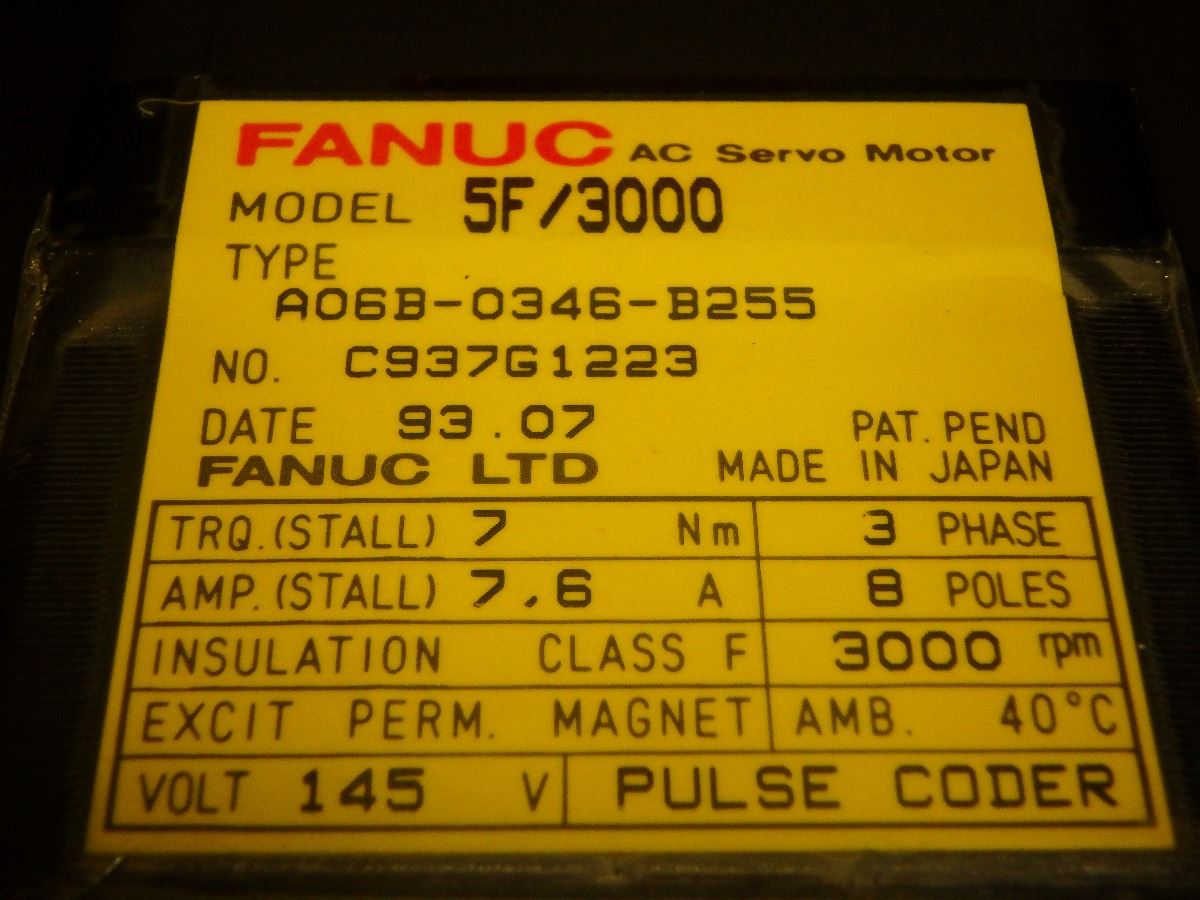 FANUC AC Servo Motor
MODEL 5F/3000
TYPE
A06B-0346-B255
NO. C937G1223
DATE 93.07 PAT. PEND
FANUC LTD MADE IN JAPAN
TRQ.(STALL) 7 Nm 3 PHASE
AMP.(STALL) 7.6 A 8 POLES
INSULATION CLASS F 3000 rpm
EXCIT PERM. MAGNET AMB. 40°C
VOLT 145 V PULSE CODER